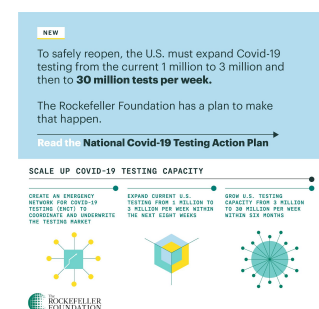 NEW
To safely reopen, the U.S. must expand Covid-19
testing from the current 1 million to 3 million and
then to 30 million tests per week.
The Rockefeller Foundation has a plan to make
that happen.
Read the National Covid-19 Testing Action Plan
SCALE UP COVID-19 TESTING CAPACITY
CREATE AN EMERGENCY
NETWORK FOR COVID-19
TESTING (ENCT) TO
COORDINATE AND UNDERWRITE
THE TESTING MARKET
EXPAND CURRENT U.S.
TESTING FROM 1 MILLION TO
3 MILLION PER WEEK WITHIN
THE NEXT EIGHT WEEKS
GROW U.S. TESTING
CAPACITY FROM 3 MILLION
TO 30 MILLION PER WEEK
WITHIN SIX MONTHS
The
ROCKEFELLER
FOUNDATION